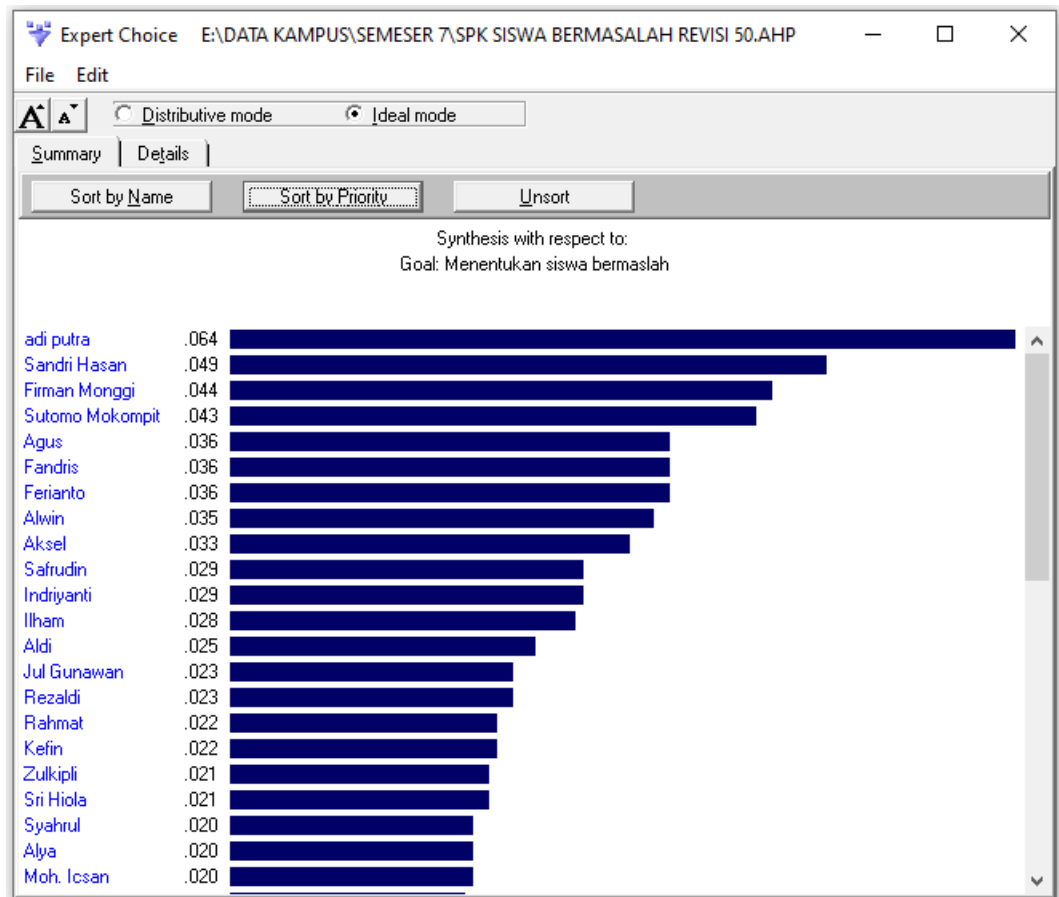 Expert Choice E:\DATA KAMPUS\SEMESER 7\SPK SISWA BERMASALAH REVISI 50.AHP
File Edit
A A Distributive mode Ideal mode
Summary Details
Sort by Name Sort by Priority Unsort
Synthesis with respect to:
Goal: Menentukan siswa bermaslah
adi putra .064
Sandri Hasan .049
Firman Monggi .044
Sutomo Mokompit .043
Agus .036
Fandris .036
Ferianto .036
Alwin .035
Aksel .033
Safrudin .029
Indriyanti .029
Ilham .028
Aldi .025
Jul Gunawan .023
Rezaldi .023
Rahmat .022
Kefin .022
Zulkipli .021
Sri Hiola .021
Syahrul .020
Alya .020
Moh. Icsan .020